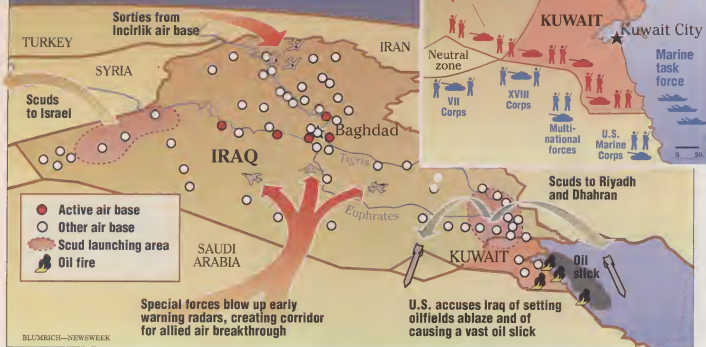 Sorties from
Incirlik air base
TURKEY
SYRIA
IRAN
Scuds
to Israel
Baghdad
IRAQ
Tigris
Euphrates
Active air base
Other air base
Scud launching area
Oil fire
SAUDI
ARABIA
Special forces blow up early
warning radars, creating corridor
for allied air breakthrough
KUWAIT
Oil
slick
Scuds to Riyadh
and Dhahran
U.S. accuses Iraq of setting
oilfields ablaze and of
causing a vast oil slick
BLUMRICH—NEWSWEEK
KUWAIT
Kuwait City
Neutral
zone
VII
Corps
XVIII
Corps
Multi-
national
forces
U.S.
Marine
Corps
Marine
task
force
0 20